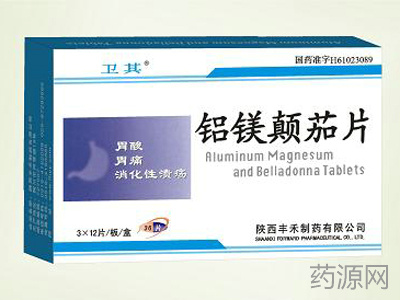 卫其®
国药准字H61023089
铝镁颠茄片
Aluminum Magnesum
and Belladonna Tablets
胃酸
胃痛
消化性溃疡
3×12片/板/盒
36片
陕西丰禾制药有限公司
SHAANXI FORWARD PHARMACEUTICAL CO., LTD.
药源网